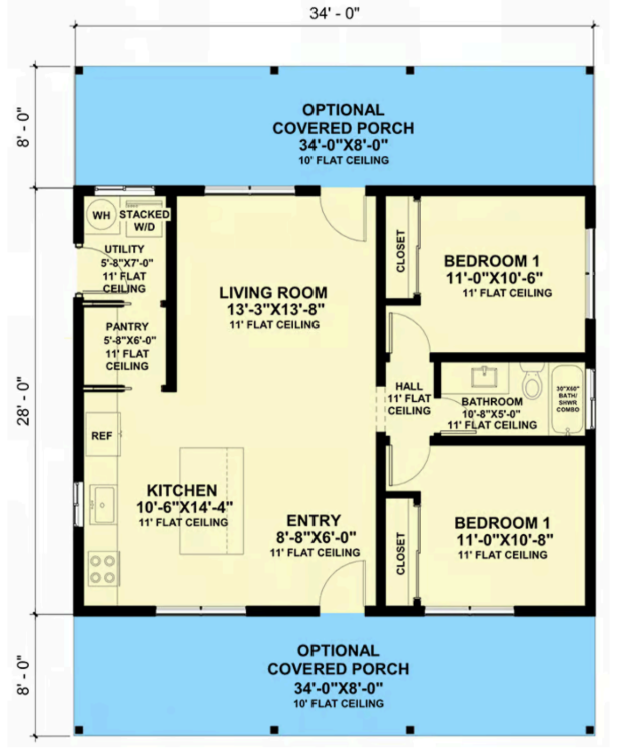 34' - 0"
8' - 0"
OPTIONAL
COVERED PORCH
34'-0"X8'-0"
10' FLAT CEILING
WH
STACKED
W/D
UTILITY
5'-8"X7'-0"
11' FLAT
CEILING
CLOSET
BEDROOM 1
11'-0"X10'-6"
11' FLAT CEILING
LIVING ROOM
13'-3"X13'-8"
11' FLAT CEILING
PANTRY
5'-8"X6'-0"
11' FLAT
CEILING
28' - 0"
HALL
11' FLAT
CEILING
BATHROOM
10'-8"X5'-0"
11' FLAT CEILING
30"X60"
BATH/
SHWR
COMBO
REF
KITCHEN
10'-6"X14'-4"
11' FLAT CEILING
ENTRY
8'-8"X6'-0"
11' FLAT CEILING
CLOSET
BEDROOM 1
11'-0"X10'-8"
11' FLAT CEILING
8' - 0"
OPTIONAL
COVERED PORCH
34'-0"X8'-0"
10' FLAT CEILING